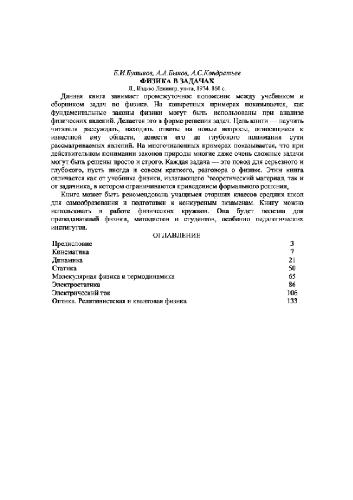 Е.И.Бутиков, А.А.Быков, А.С.Кондратьев
ФИЗИКА В ЗАДАЧАХ
Л., Изд-во Ленингр. ун-та, 1974. 160 с.
Данная книга занимает промежуточное положение между учебником и
сборником задач по физике. На конкретных примерах показывается, как
фундаментальные законы физики могут быть использованы при анализе
физических явлений. Делается это в форме решения задач. Цель книги — научить
читателя рассуждать, находить ответы на новые вопросы, относящиеся к
известной ему области, довести его до глубокого понимания сути
рассматриваемых явлений. На многочисленных примерах показывается, что при
действительном понимании законов природы многие даже очень сложные задачи
могут быть решены просто и строго. Каждая задача — это повод для серьезного и
глубокого, пусть иногда и совсем краткого, разговора о физике. Этим книга
отличается как от учебника физики, излагающего теоретический материал, так и
от задачника, в котором ограничиваются приведением формального решения.
Книга может быть рекомендована учащимся старших классов средних школ
для самообразования и подготовки к конкурсным экзаменам. Книгу можно
использовать в работе физических кружков. Она будет полезна для
преподавателей физики, методистов и студентов, особенно педагогических
институтов.
ОГЛАВЛЕНИЕ
Предисловие 3
Кинематика 7
Динамика 21
Статика 50
Молекулярная физика и термодинамика 65
Электростатика 86
Электрический ток 106
Оптика. Релятивистская и квантовая физика 133